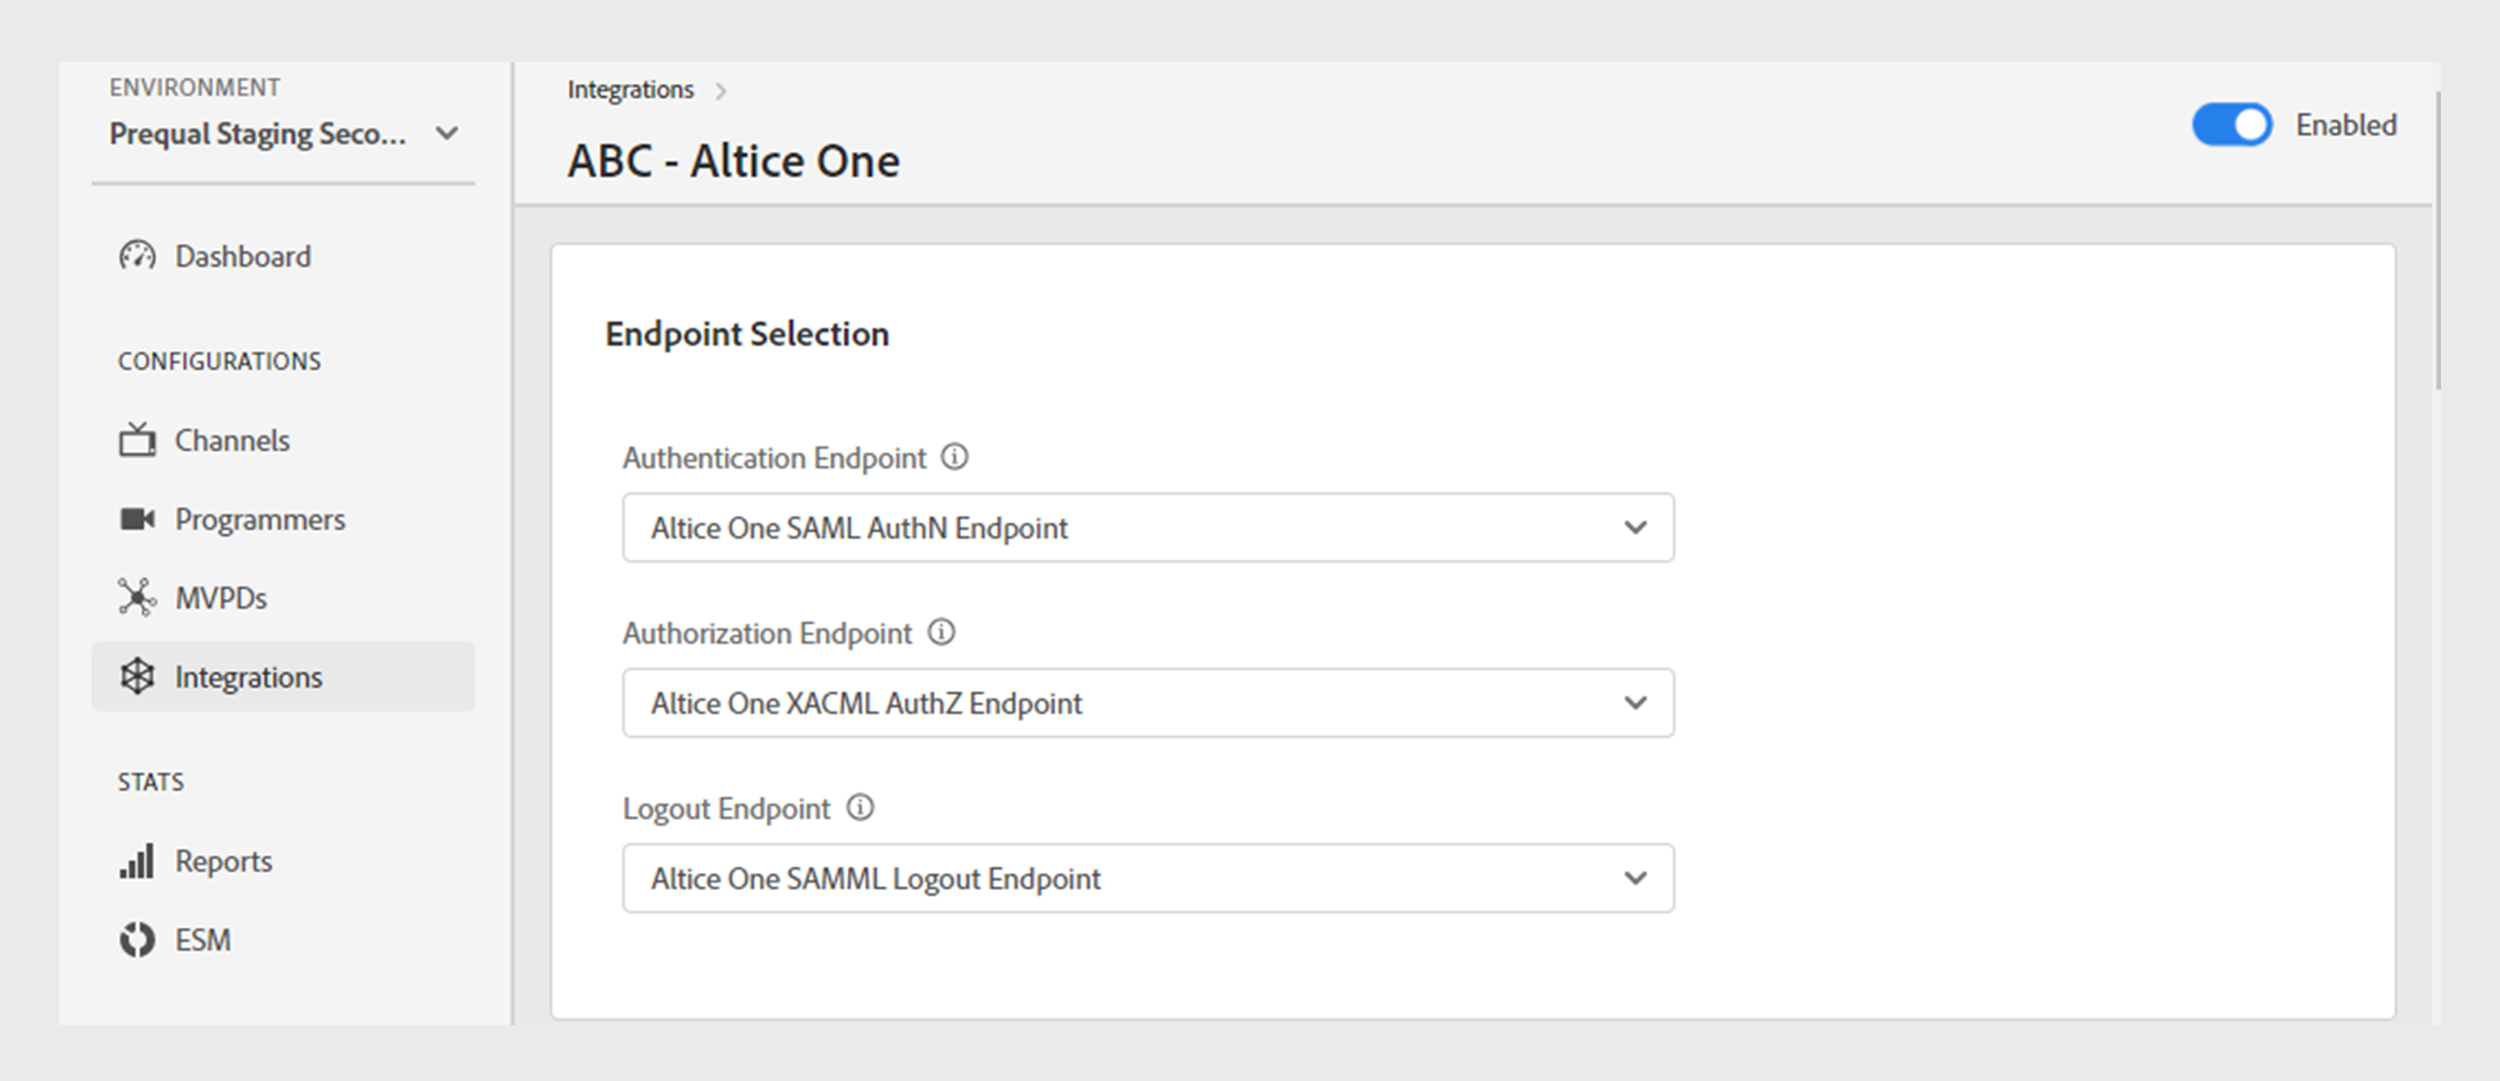 ENVIRONMENT
Prequal Staging Seco...
Dashboard
CONFIGURATIONS
Channels
Programmers
MVPDs
Integrations
STATS
Reports
ESM
Integrations
ABC - Altice One
Enabled
Endpoint Selection
Authentication Endpoint
Altice One SAML AuthN Endpoint
Authorization Endpoint
Altice One XACML AuthZ Endpoint
Logout Endpoint
Altice One SAMML Logout Endpoint